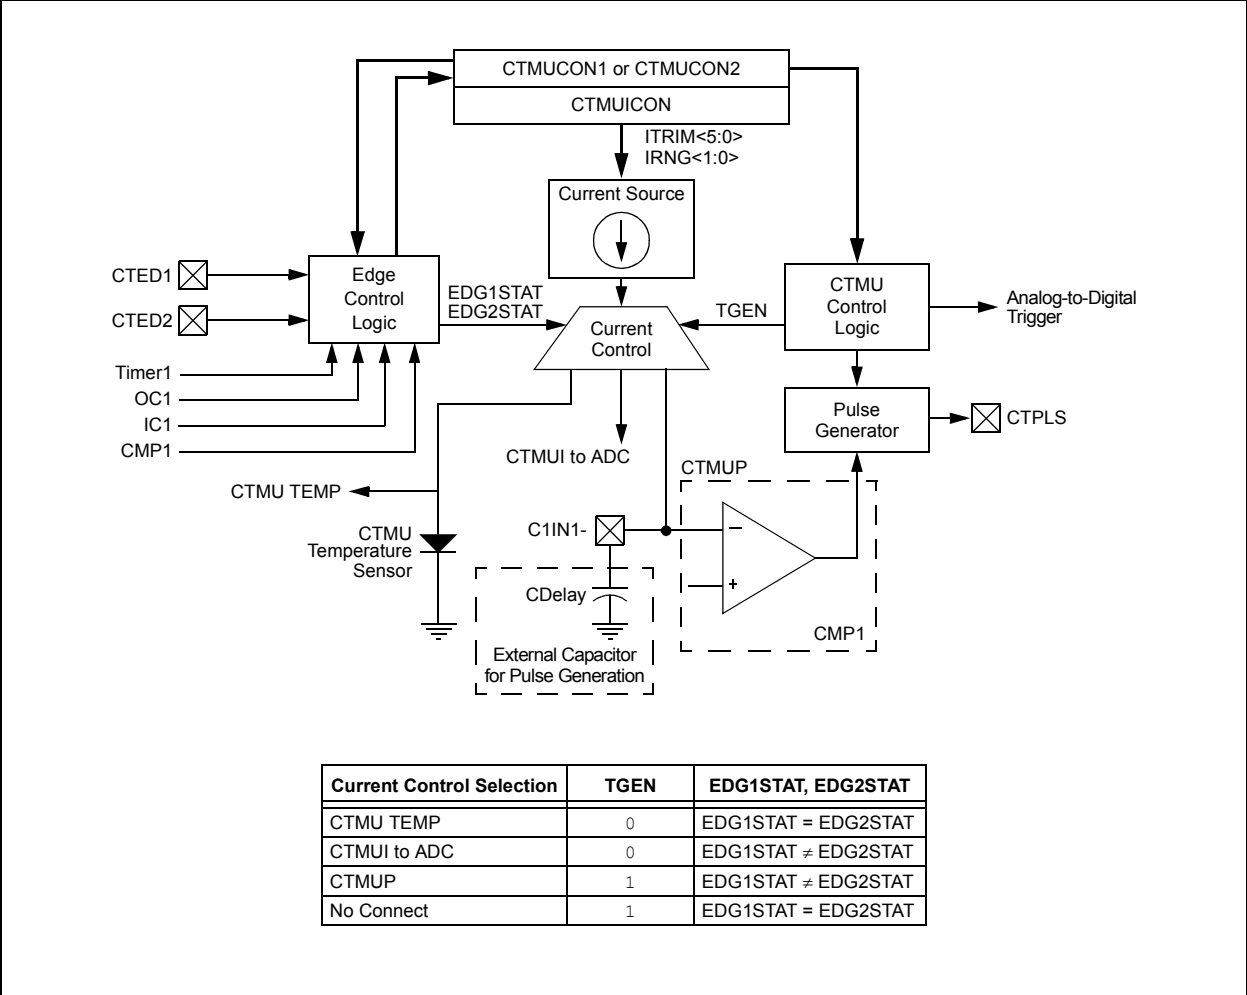 CTMUCON1 or CTMUCON2
CTMUICON
ITRIM<5:0>
IRNG<1:0>
Current Source
CTED1
CTED2
Edge
Control
Logic
EDG1STAT
EDG2STAT
Current
Control
TGEN
CTMU
Control
Logic
Analog-to-Digital
Trigger
Timer1
OC1
IC1
CMP1
Pulse
Generator
CTPLS
CTMUI to ADC
CTMUP
CTMU TEMP
C1IN1-
CTMU
Temperature
Sensor
–
+
CDelay
CMP1
External Capacitor
for Pulse Generation
Current Control Selection TGEN EDG1STAT, EDG2STAT
CTMU TEMP 0 EDG1STAT = EDG2STAT
CTMUI to ADC 0 EDG1STAT ≠ EDG2STAT
CTMUP 1 EDG1STAT ≠ EDG2STAT
No Connect 1 EDG1STAT = EDG2STAT